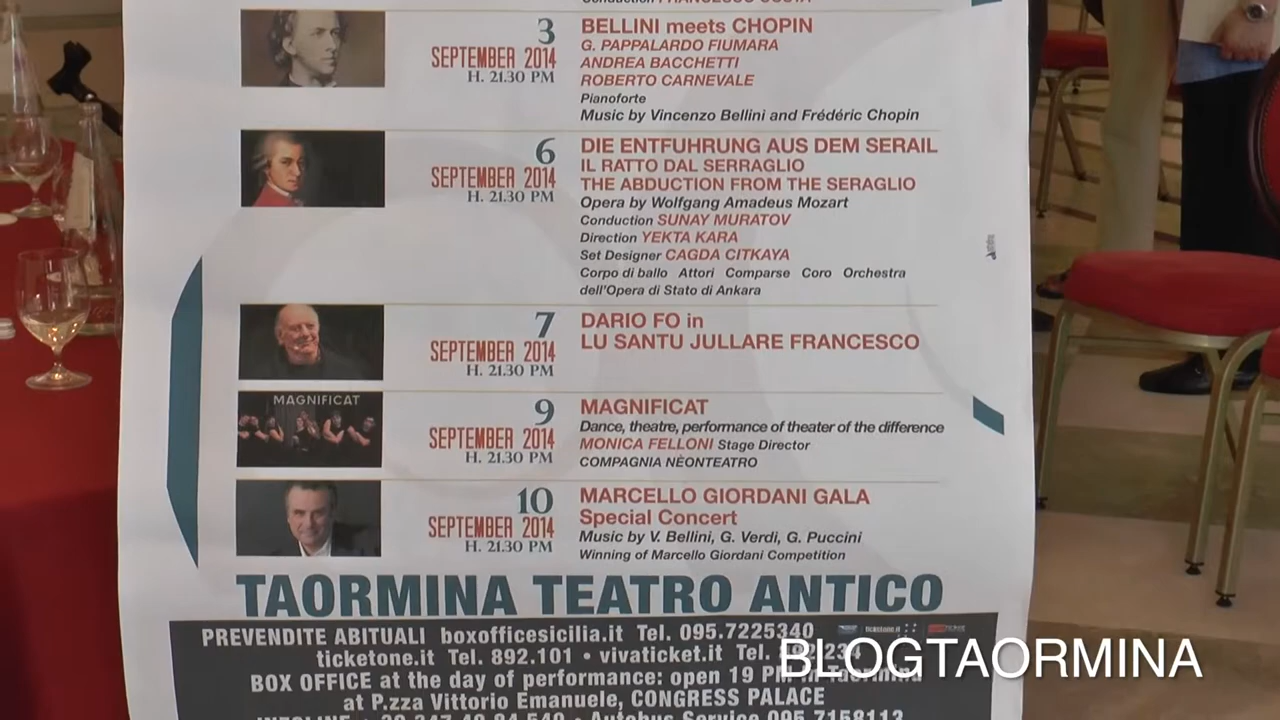 3
SEPTEMBER 2014
H. 21.30 PM
BELLINI meets CHOPIN
G. PAPPALARDO FIUMARA
ANDREA BACCHETTI
ROBERTO CARNEVALE
Pianoforte
Music by Vincenzo Bellini and Frédéric Chopin
6
SEPTEMBER 2014
H. 21.30 PM
DIE ENTFUHRUNG AUS DEM SERAIL
IL RATTO DAL SERRAGLIO
THE ABDUCTION FROM THE SERAGLIO
Opera by Wolfgang Amadeus Mozart
Conduction SUNAY MURATOV
Direction YEKTA KARA
Set Designer CAGDA CITKAYA
Corpo di ballo Attori Comparse Coro Orchestra
dell'Opera di Stato di Ankara
7
SEPTEMBER 2014
H. 21.30 PM
DARIO FO in
LU SANTU JULLARE FRANCESCO
MAGNIFICAT
9
SEPTEMBER 2014
H. 21.30 PM
MAGNIFICAT
Dance, theatre, performance of theater of the difference
MONICA FELLONI Stage Director
COMPAGNIA NÈONTEATRO
10
SEPTEMBER 2014
H. 21.30 PM
MARCELLO GIORDANI GALA
Special Concert
Music by V. Bellini, G. Verdi, G. Puccini
Winning of Marcello Giordani Competition
TAORMINA TEATRO ANTICO
PREVENDITE ABITUALI boxofficesicilia.it Tel. 095.7225340
ticketone.it Tel. 892.101 • vivaticket.it Tel.
BOX OFFICE at the day of performance: open 19 PM in Taormina
at P.zza Vittorio Emanuele, CONGRESS PALACE
Autobus Service 095.7158113
BLOGTAORMINA